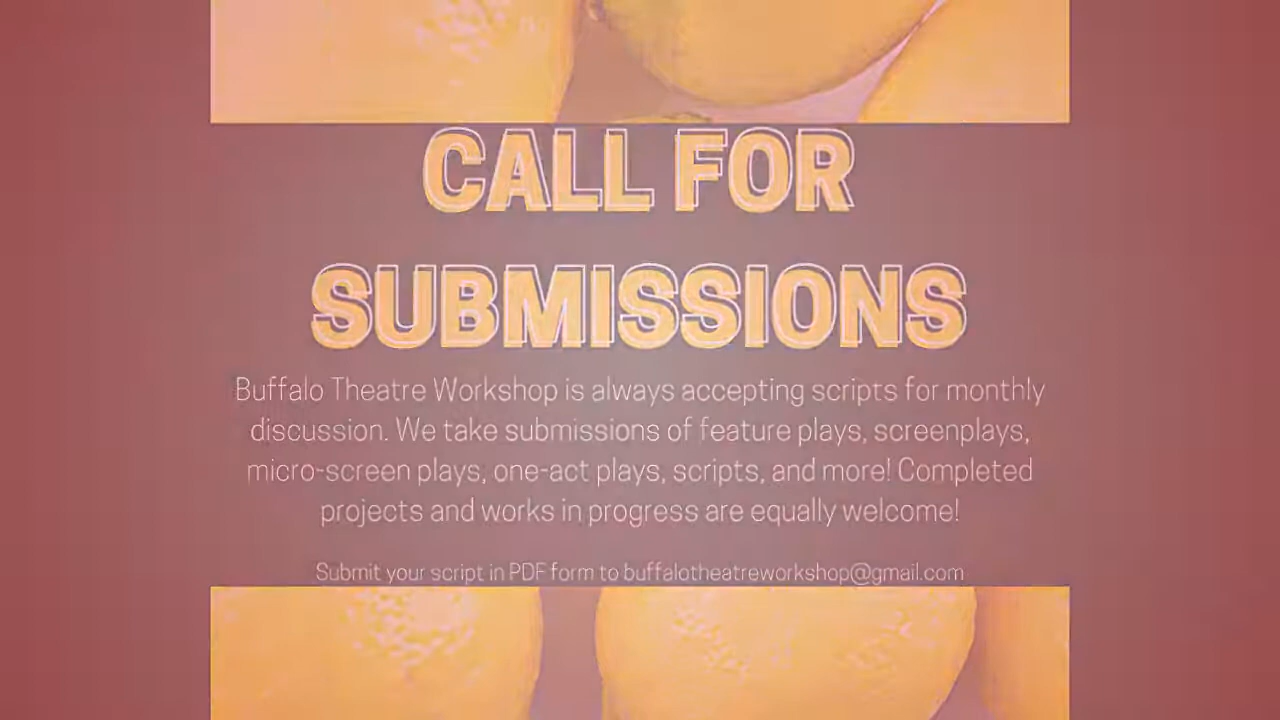 CALL FOR
SUBMISSIONS
Buffalo Theatre Workshop is always accepting scripts for monthly
discussion. We take submissions of feature plays, screenplays,
micro-screen plays, one-act plays, scripts, and more! Completed
projects and works in progress are equally welcome!
Submit your script in PDF form to buffalotheatreworkshop@gmail.com